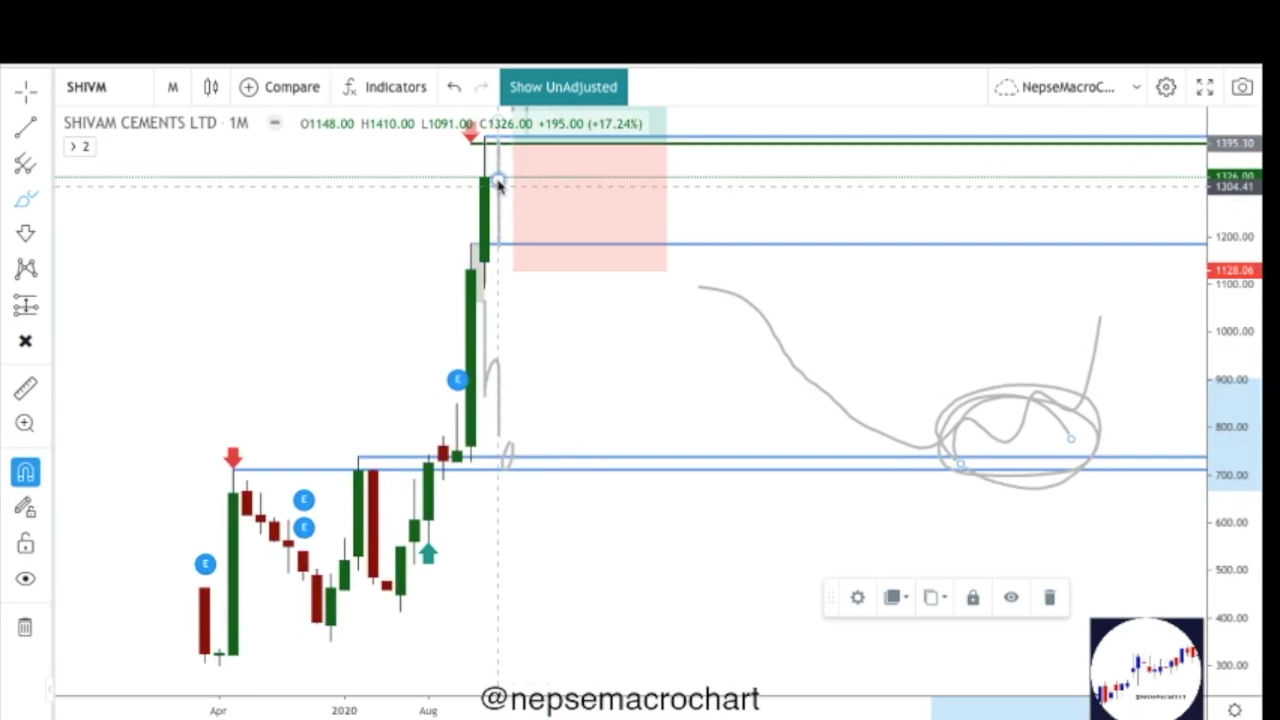 SHIVM M Compare Indicators Show UnAdjusted NepseMacroC...
SHIVAM CEMENTS LTD · 1M O1148.00 H1410.00 L1091.00 C1326.00 +195.00 (+17.24%)
2
1395.30
1326.00
1304.41
1200.00
1128.06
1100.00
1000.00
900.00
800.00
700.00
600.00
500.00
400.00
300.00
E
E
E
E
Apr 2020 Aug
@nepsemacrochart